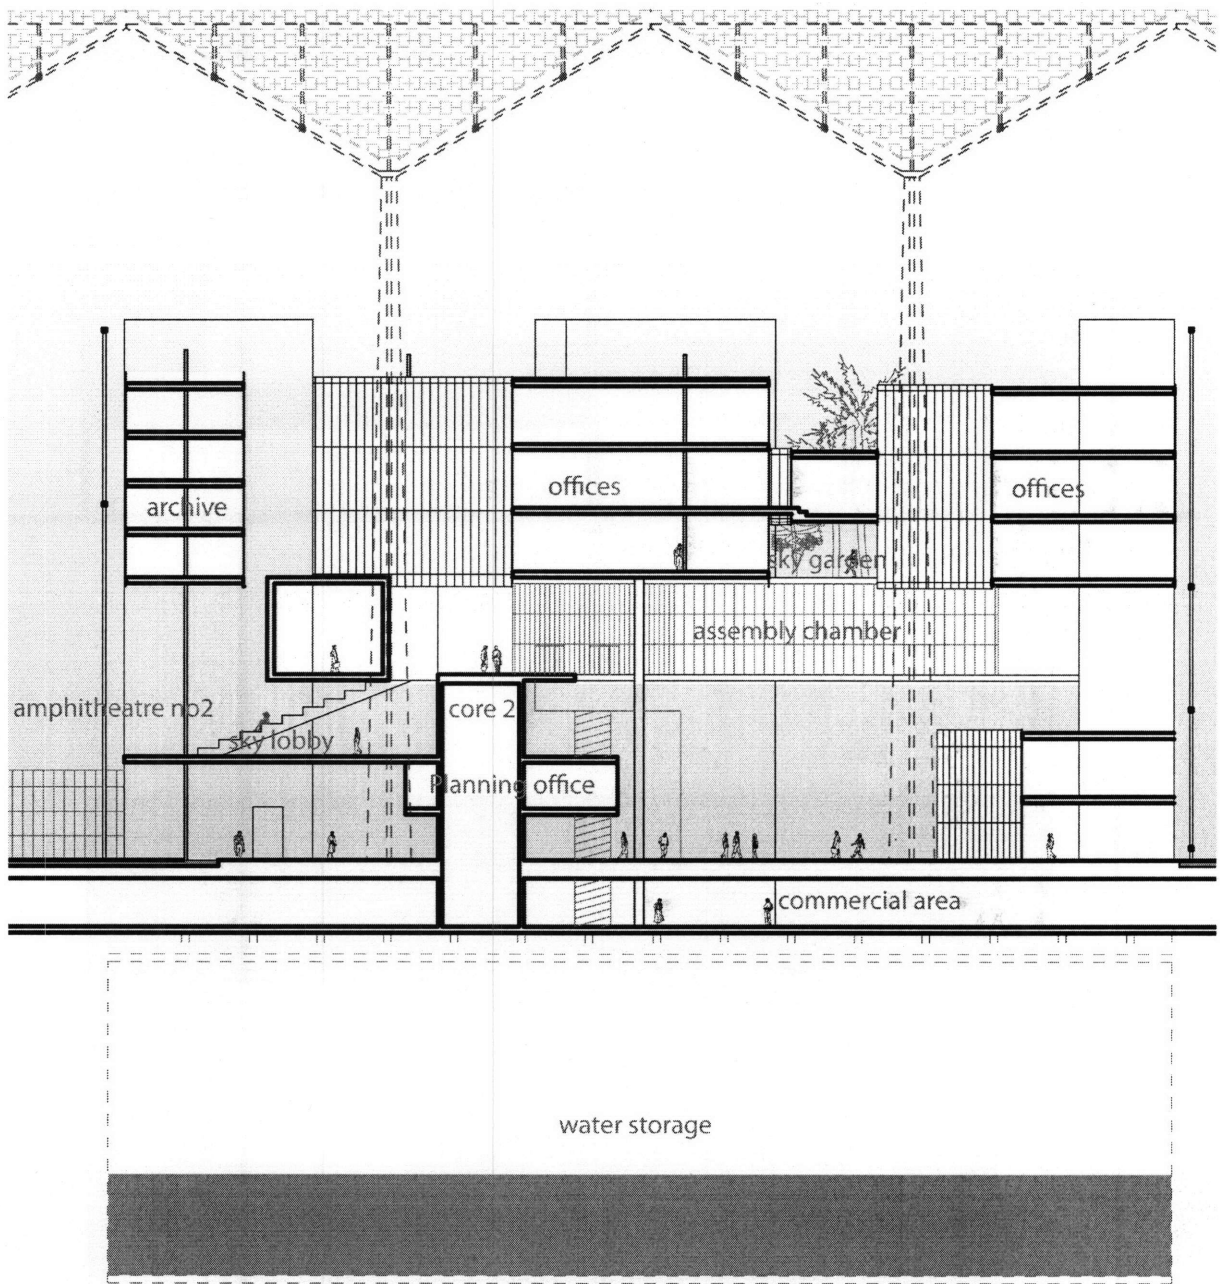 offices
offices
archive
sky garden
assembly chamber
amphitheatre no2
core 2
sky lobby
Planning office
commercial area
water storage